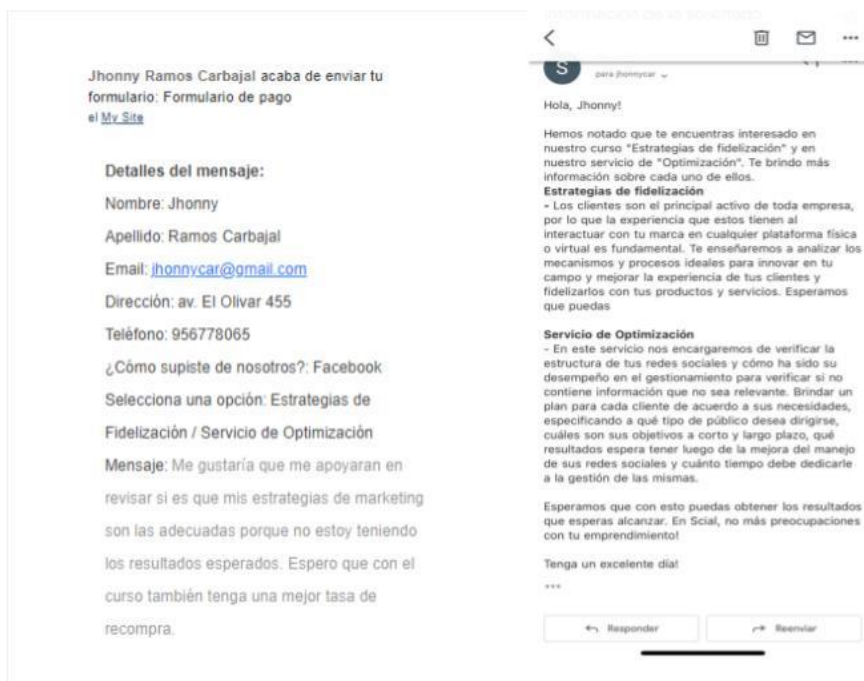 Jhonny Ramos Carbajal acaba de enviar tu
formulario: Formulario de pago
el My Site
Detalles del mensaje:
Nombre: Jhonny
Apellido: Ramos Carbajal
Email: jhonnycar@gmail.com
Dirección: av. El Olivar 455
Teléfono: 956778065
¿Cómo supiste de nosotros?: Facebook
Selecciona una opción: Estrategias de
Fidelización / Servicio de Optimización
Mensaje: Me gustaría que me apoyaran en
revisar si es que mis estrategias de marketing
son las adecuadas porque no estoy teniendo
los resultados esperados. Espero que con el
curso también tenga una mejor tasa de
recompra.
S
para jhonnycar
Hola, Jhonny!
Hemos notado que te encuentras interesado en
nuestro curso "Estrategias de fidelización" y en
nuestro servicio de "Optimización". Te brindo más
información sobre cada uno de ellos.
Estrategias de fidelización
- Los clientes son el principal activo de toda empresa,
por lo que la experiencia que estos tienen al
interactuar con tu marca en cualquier plataforma física
o virtual es fundamental. Te enseñaremos a analizar los
mecanismos y procesos ideales para innovar en tu
campo y mejorar la experiencia de tus clientes y
fidelizarlos con tus productos y servicios. Esperamos
que puedas
Servicio de Optimización
- En este servicio nos encargaremos de verificar la
estructura de tus redes sociales y cómo ha sido su
desempeño en el gestionamiento para verificar si no
contiene información que no sea relevante. Brindar un
plan para cada cliente de acuerdo a sus necesidades,
especificando a qué tipo de público desea dirigirse,
cuáles son sus objetivos a corto y largo plazo, qué
resultados espera tener luego de la mejora del manejo
de sus redes sociales y cuánto tiempo debe dedicarle
a la gestión de las mismas.
Esperamos que con esto puedas obtener los resultados
que esperas alcanzar. En Scial, no más preocupaciones
con tu emprendimiento!
Tenga un excelente día!
Responder
Reenviar